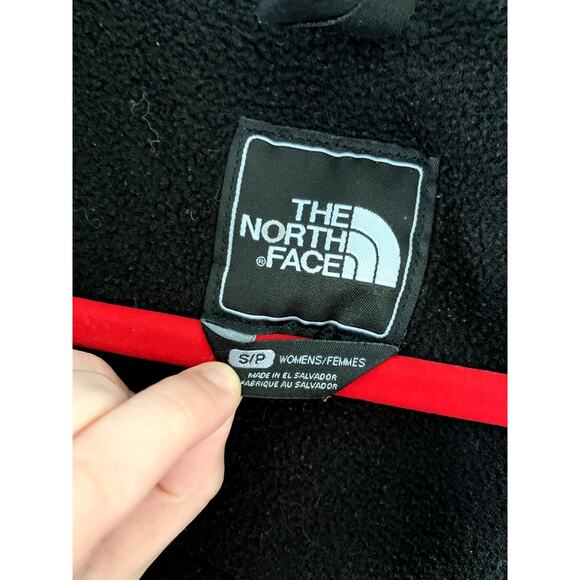 THE
NORTH
®FACE
S/P WOMENS/FEMMES
MADE IN EL SALVADOR
FABRIQUE AU SALVADOR